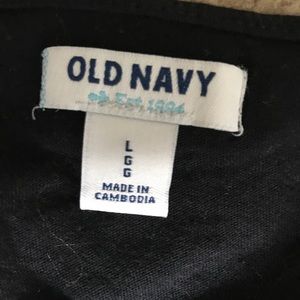 OLD NAVY
Est. 1994
L
G
G
MADE IN
CAMBODIA